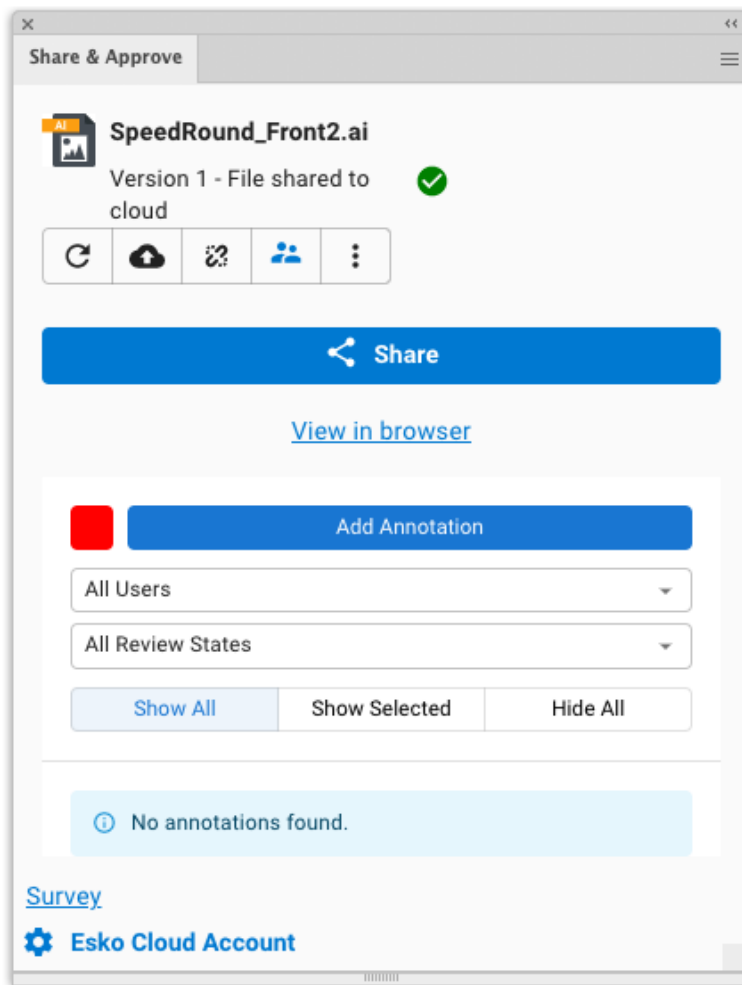 Share & Approve
AI
SpeedRound_Front2.ai
Version 1 - File shared to
cloud
Share
View in browser
Add Annotation
All Users
All Review States
Show All
Show Selected
Hide All
No annotations found.
Survey
Esko Cloud Account